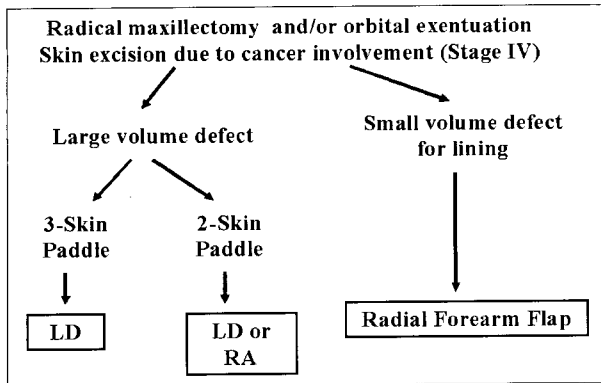 Radical maxillectomy and/or orbital exentuation
Skin excision due to cancer involvement (Stage IV)
Large volume defect
Small volume defect
for lining
3-Skin
Paddle
2-Skin
Paddle
LD
LD or
RA
Radial Forearm Flap